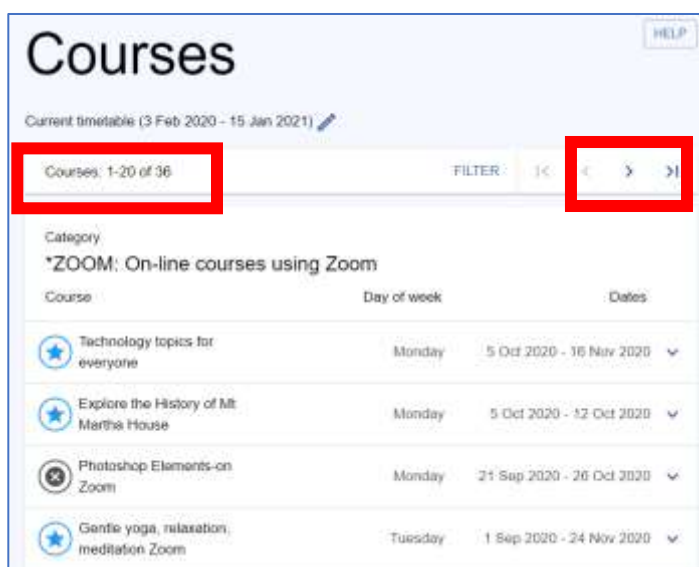 HELP
Courses
Current timetable (3 Feb 2020 - 15 Jan 2021)
Courses: 1-20 of 36 FILTER
Category
*ZOOM: On-line courses using Zoom
Course Day of week Dates
Technology topics for
everyone Monday 5 Oct 2020 - 16 Nov 2020
Explore the History of Mt
Martha House Monday 5 Oct 2020 - 12 Oct 2020
Photoshop Elements-on
Zoom Monday 21 Sep 2020 - 26 Oct 2020
Gentle yoga, relaxation,
meditation Zoom Tuesday 1 Sep 2020 - 24 Nov 2020